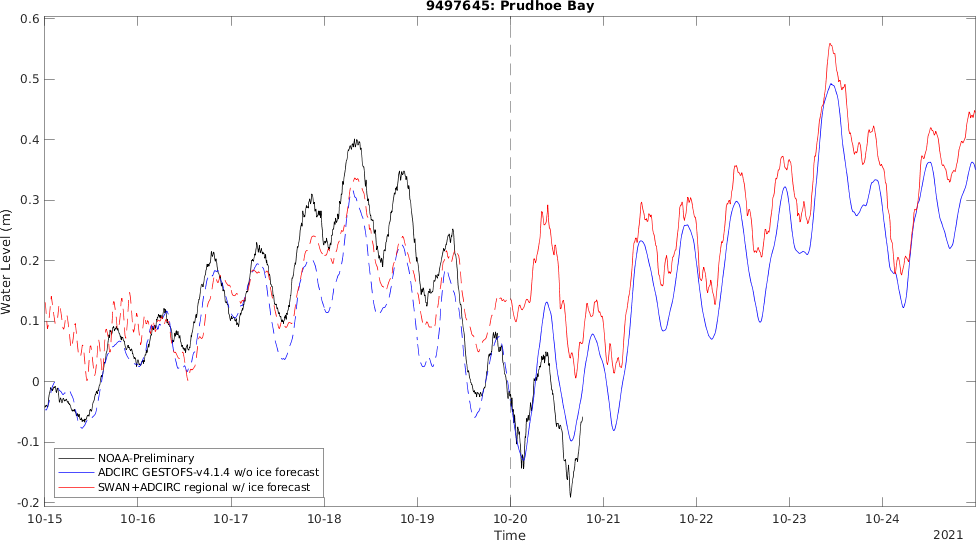 9497645: Prudhoe Bay
0.6
0.5
0.4
0.3
0.2
0.1
0
-0.1
-0.2
Water Level (m)
NOAA-Preliminary
ADCIRC GESTOFS-v4.1.4 w/o ice forecast
SWAN+ADCIRC regional w/ ice forecast
10-15 10-16 10-17 10-18 10-19 10-20 10-21 10-22 10-23 10-24
Time
2021